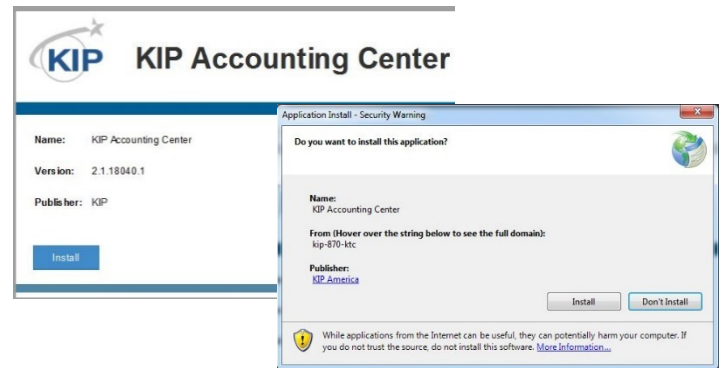 KIP
KIP Accounting Center
Name: KIP Accounting Center
Version: 2.1.18040.1
Publisher: KIP
Install
Application Install - Security Warning
Do you want to install this application?
Name:
KIP Accounting Center
From (Hover over the string below to see the full domain):
kip-870-ktc
Publisher:
KIP America
Install Don't Install
While applications from the Internet can be useful, they can potentially harm your computer. If
you do not trust the source, do not install this software. More Information...